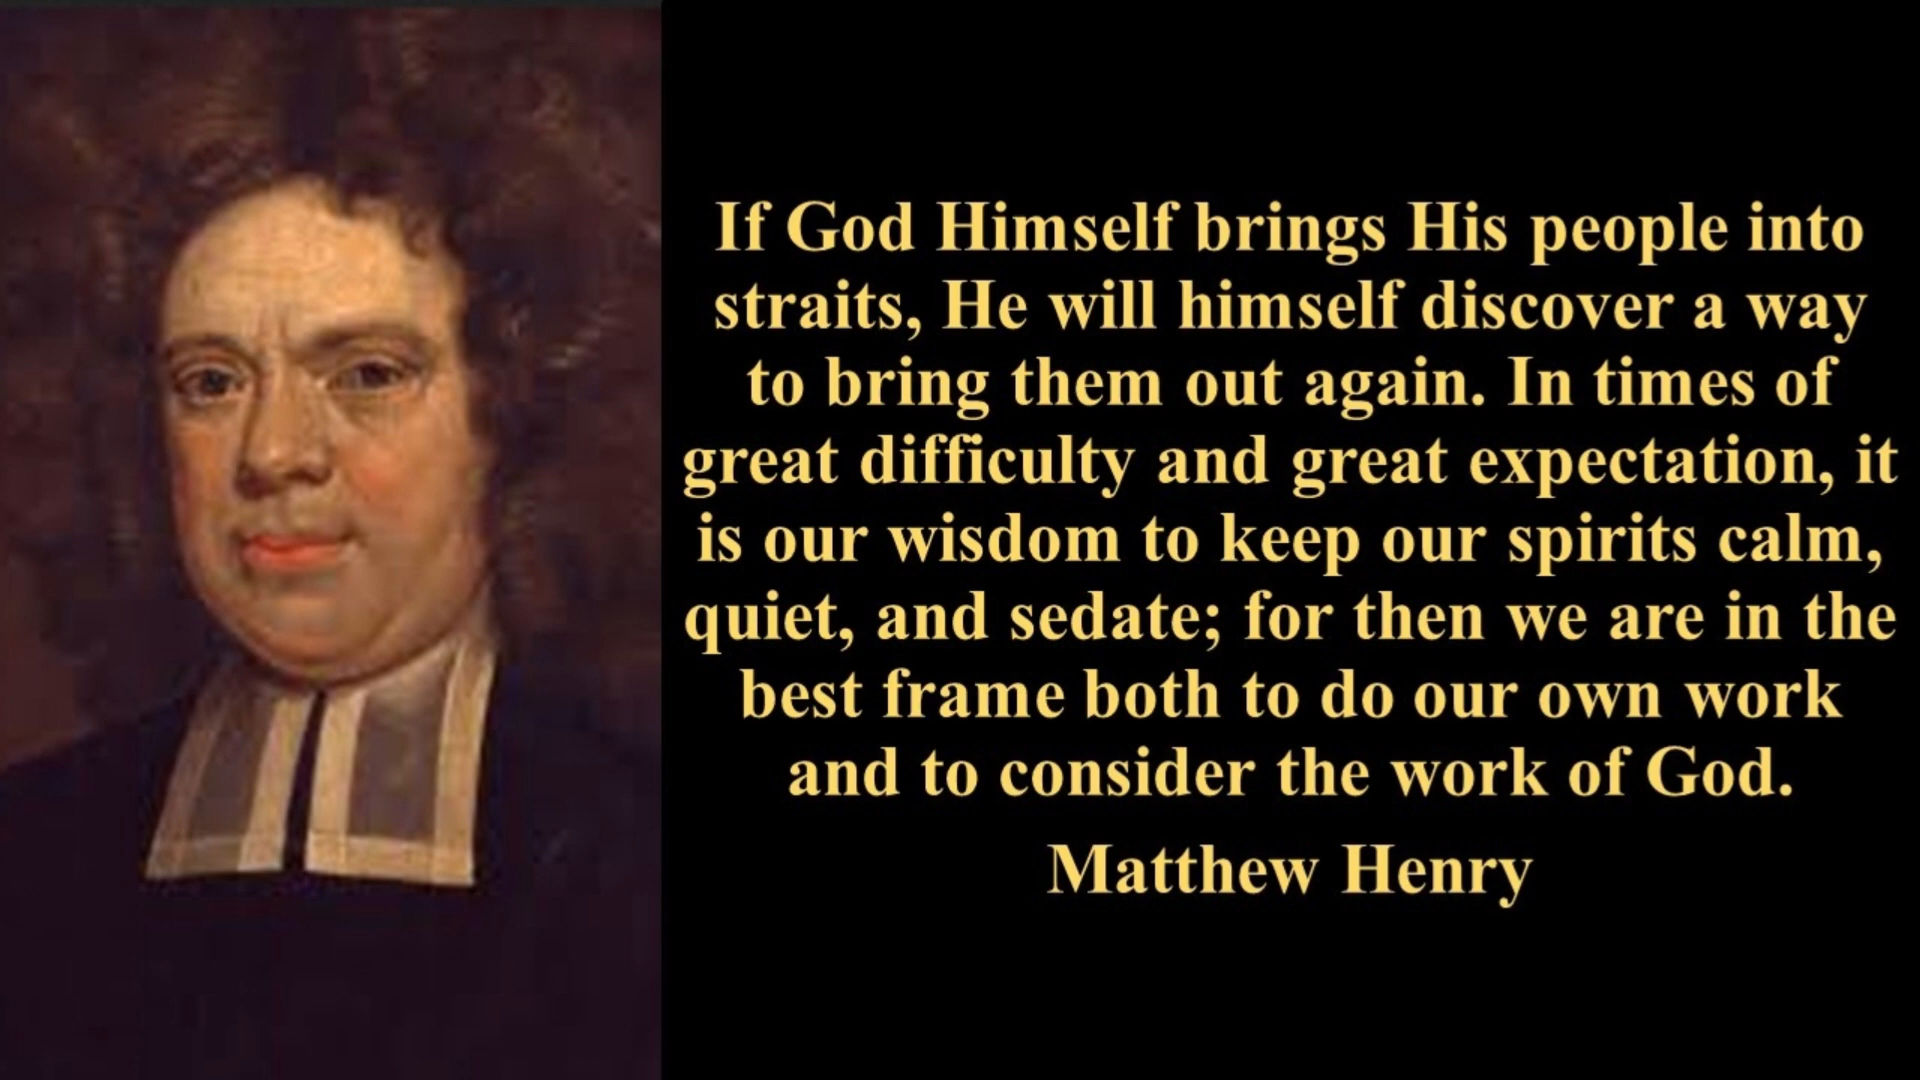 If God Himself brings His people into
straits, He will himself discover a way
to bring them out again. In times of
great difficulty and great expectation, it
is our wisdom to keep our spirits calm,
quiet, and sedate; for then we are in the
best frame both to do our own work
and to consider the work of God.
Matthew Henry